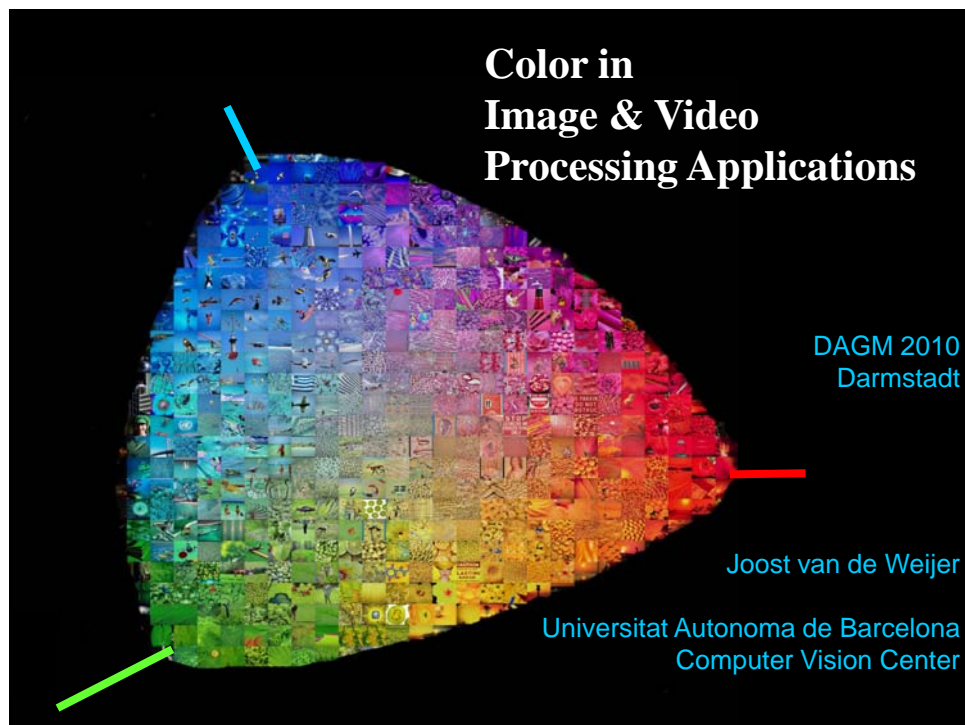 Color in
Image & Video
Processing Applications
DAGM 2010
Darmstadt
Joost van de Weijer
Universitat Autonoma de Barcelona
Computer Vision Center